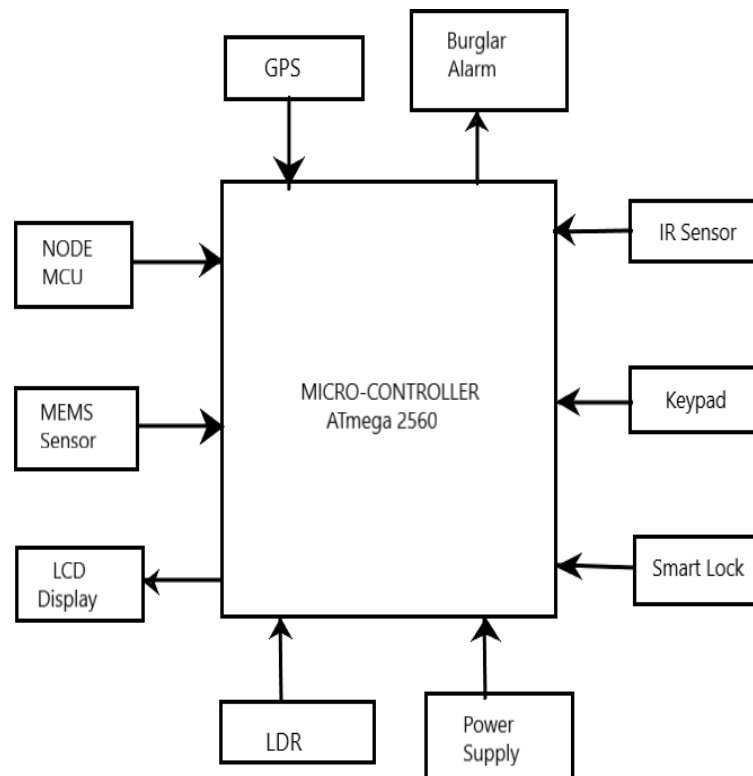 GPS
Burglar
Alarm
NODE
MCU
IR Sensor
MICRO-CONTROLLER
ATmega 2560
MEMS
Sensor
Keypad
LCD
Display
Smart Lock
LDR
Power
Supply